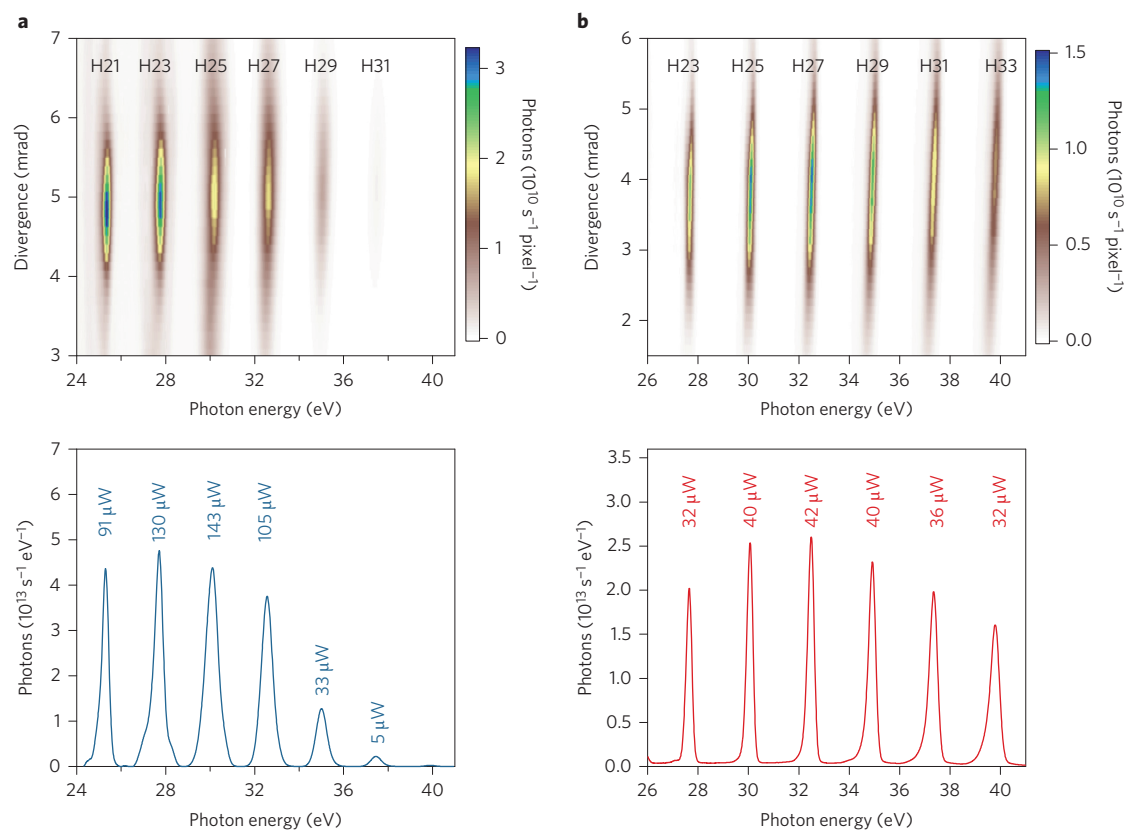 a
7
6
5
4
3
Divergence (mrad)
H21 H23 H25 H27 H29 H31
24 28 32 36 40
Photon energy (eV)
3
2
1
0
Photons (10¹⁰ s⁻¹ pixel⁻¹)
b
6
5
4
3
2
Divergence (mrad)
H23 H25 H27 H29 H31 H33
26 28 30 32 34 36 38 40
Photon energy (eV)
1.5
1.0
0.5
0.0
Photons (10¹⁰ s⁻¹ pixel⁻¹)
7
6
5
4
3
2
1
0
Photons (10¹³ s⁻¹ eV⁻¹)
91 µW
130 µW
143 µW
105 µW
33 µW
5 µW
24 28 32 36 40
Photon energy (eV)
3.5
3.0
2.5
2.0
1.5
1.0
0.5
0.0
Photons (10¹³ s⁻¹ eV⁻¹)
32 µW
40 µW
42 µW
40 µW
36 µW
32 µW
26 28 30 32 34 36 38 40
Photon energy (eV)